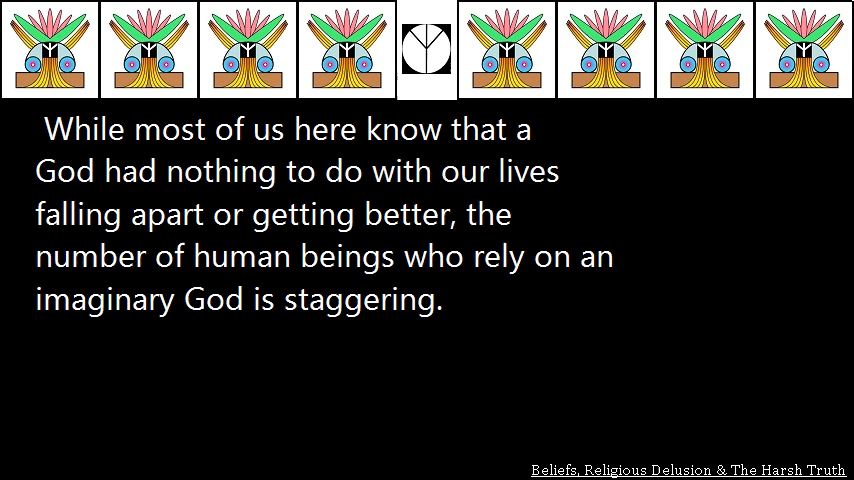 While most of us here know that a
God had nothing to do with our lives
falling apart or getting better, the
number of human beings who rely on an
imaginary God is staggering.
Beliefs, Religious Delusion & The Harsh Truth